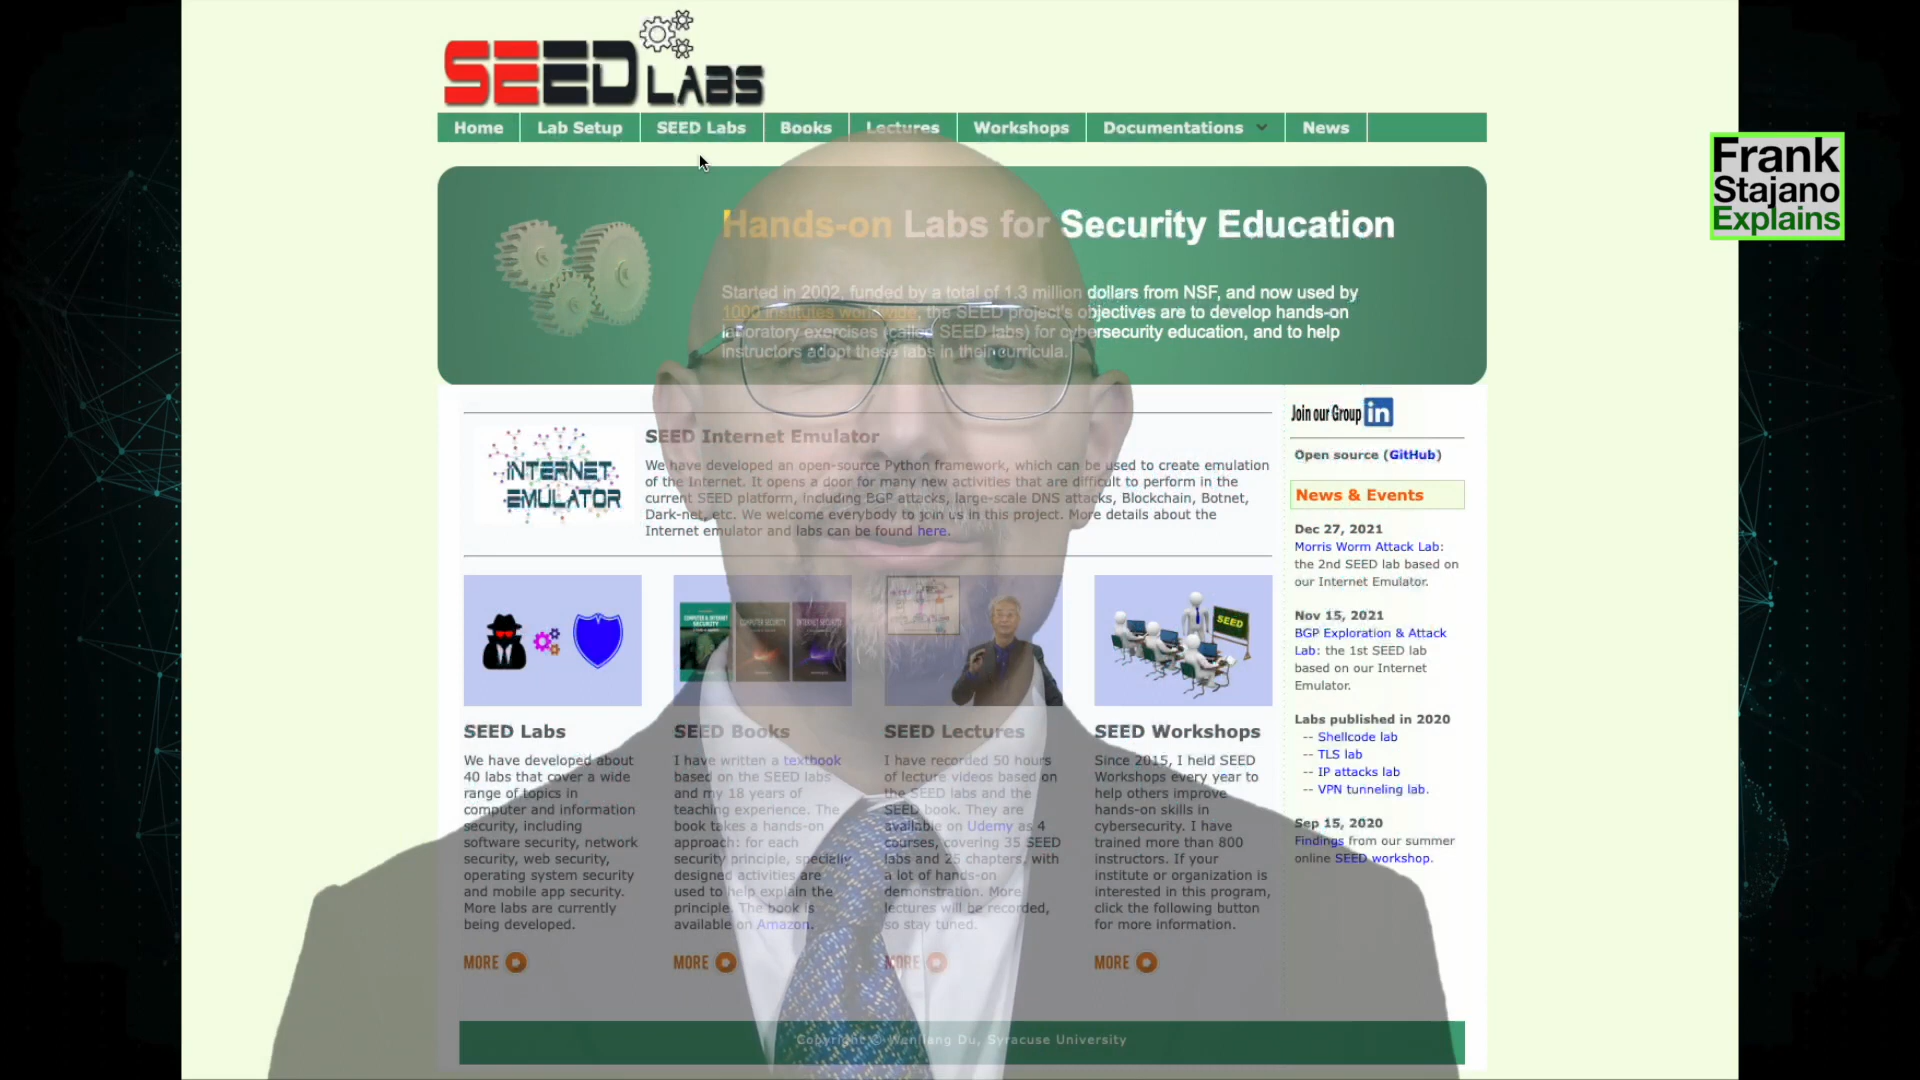 SEED LABS
Home Lab Setup SEED Labs Books Lectures Workshops Documentations News
Frank
Stajano
Explains
Hands-on Labs for Security Education
Started in 2002, funded by a total of 1.3 million dollars from NSF, and now used by
1000 institutes worldwide, the SEED project's objectives are to develop hands-on
laboratory exercises (called SEED labs) for cybersecurity education, and to help
instructors adopt these labs in their curricula.
INTERNET
EMULATOR
SEED Internet Emulator
We have developed an open-source Python framework, which can be used to create emulation
of the Internet. It opens a door for many new activities that are difficult to perform in the
current SEED platform, including BGP attacks, large-scale DNS attacks, Blockchain, Botnet,
Dark-net, etc. We welcome everybody to join us in this project. More details about the
Internet emulator and labs can be found here.
SEED Labs
We have developed about
40 labs that cover a wide
range of topics in
computer and information
security, including
software security, network
security, web security,
operating system security
and mobile app security.
More labs are currently
being developed.
MORE
COMPUTER & INTERNET
SECURITY
COMPUTER SECURITY
INTERNET SECURITY
SEED Books
I have written a textbook
based on the SEED labs
and my 18 years of
teaching experience. The
book takes a hands-on
approach: for each
security principle, specially
designed activities are
used to help explain the
principle. The book is
available on Amazon.
MORE
SEED Lectures
I have recorded 50 hours
of lecture videos based on
the SEED labs and the
SEED book. They are
available on Udemy as 4
courses, covering 35 SEED
labs and 25 chapters, with
a lot of hands-on
demonstration. More
lectures will be recorded,
so stay tuned.
MORE
SEED
SEED Workshops
Since 2015, I held SEED
Workshops every year to
help others improve
hands-on skills in
cybersecurity. I have
trained more than 800
instructors. If your
institute or organization is
interested in this program,
click the following button
for more information.
MORE
Join our Group in
Open source (GitHub)
News & Events
Dec 27, 2021
Morris Worm Attack Lab:
the 2nd SEED lab based on
our Internet Emulator.
Nov 15, 2021
BGP Exploration & Attack
Lab: the 1st SEED lab
based on our Internet
Emulator.
Labs published in 2020
-- Shellcode lab
-- TLS lab
-- IP attacks lab
-- VPN tunneling lab.
Sep 15, 2020
Findings from our summer
online SEED workshop.
Copyright © Wenliang Du, Syracuse University